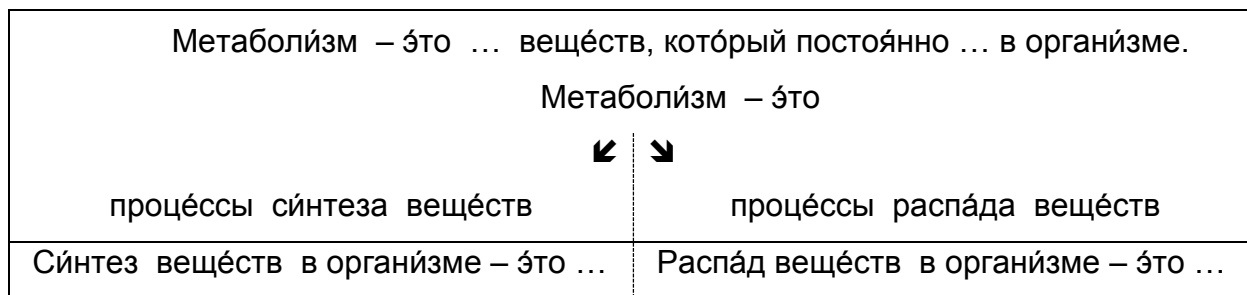 Метаболи́зм – э́то … веще́ств, кото́рый постоя́нно … в органи́зме.
Метаболи́зм – э́то
🡿 🡾
проце́ссы си́нтеза веще́ств проце́ссы распа́да веще́ств
Си́нтез веще́ств в органи́зме – э́то … Распа́д веще́ств в органи́зме – э́то …